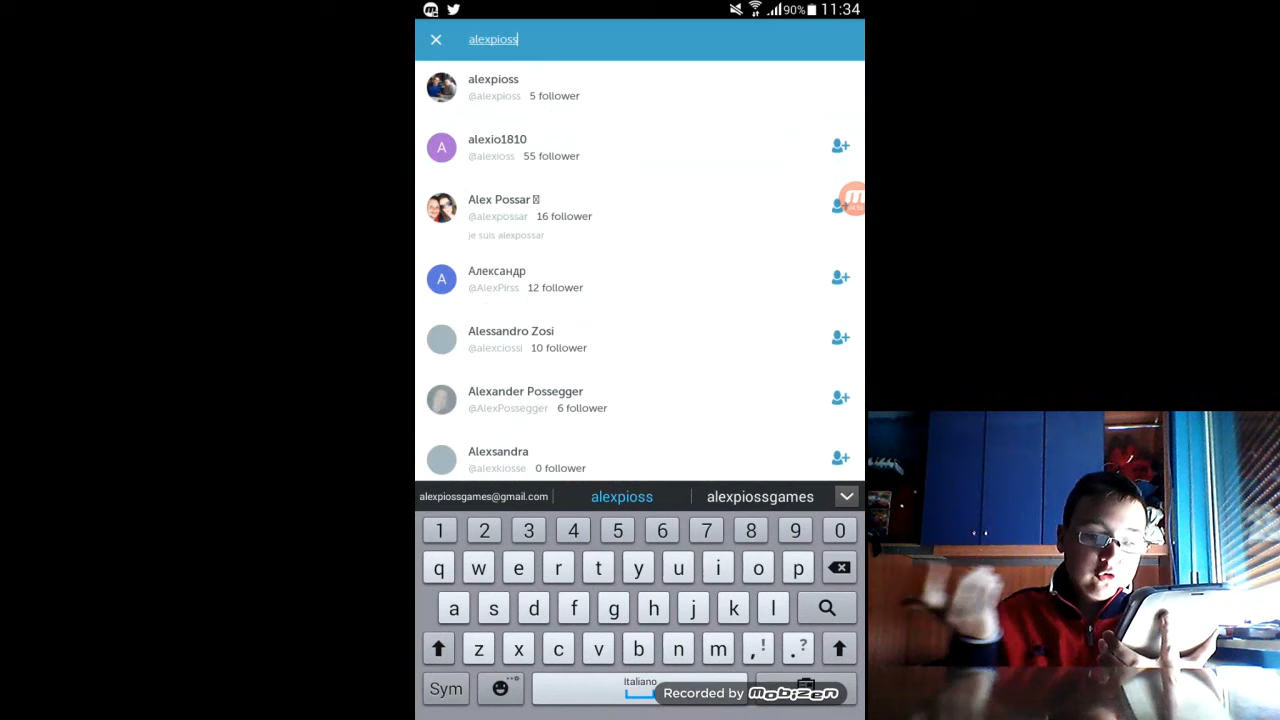 90% 11:34
alexpioss
alexpioss
@alexpioss 5 follower
alexio1810
@alexioss 55 follower
Alex Possar
@alexpossar 16 follower
je suis alexpossar
Александр
@AlexPirss 12 follower
Alessandro Zosi
@alexciossi 10 follower
Alexander Possegger
@AlexPossegger 6 follower
Alexsandra
@alexkiosse 0 follower
alexpiossgames@gmail.com alexpioss alexpiossgames
1 2 3 4 5 6 7 8 9 0
q w e r t y u i o p
a s d f g h j k l
z x c v b n m ,! .?
Sym Italiano
Recorded by mobizen